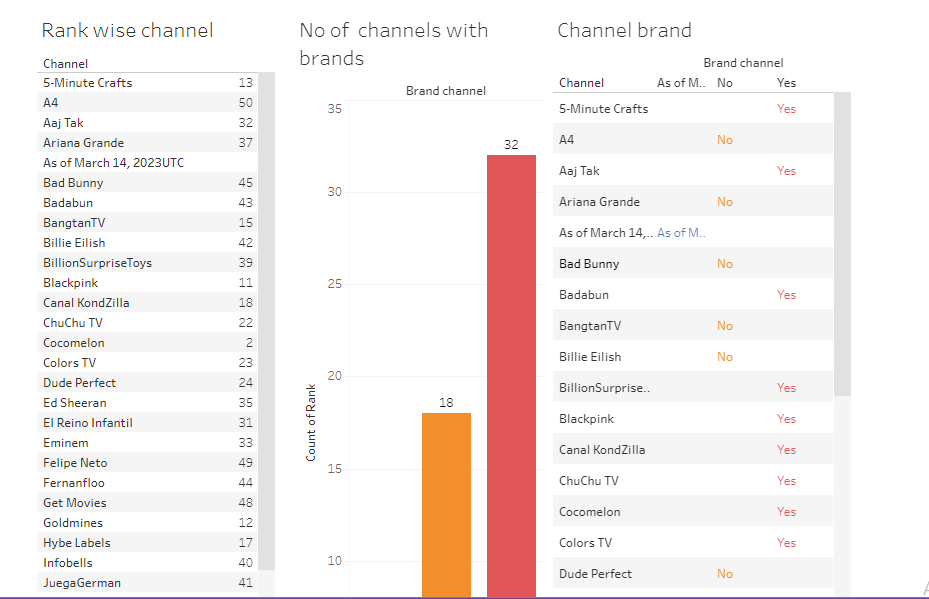 Rank wise channel
Channel
5-Minute Crafts 13
A4 50
Aaj Tak 32
Ariana Grande 37
As of March 14, 2023UTC
Bad Bunny 45
Badabun 43
BangtanTV 15
Billie Eilish 42
BillionSurpriseToys 39
Blackpink 11
Canal KondZilla 18
ChuChu TV 22
Cocomelon 2
Colors TV 23
Dude Perfect 24
Ed Sheeran 35
El Reino Infantil 31
Eminem 33
Felipe Neto 49
Fernanfloo 44
Get Movies 48
Goldmines 12
Hybe Labels 17
Infobells 40
JuegaGerman 41
No of channels with
brands
Brand channel
35
30
25
20
15
10
Count of Rank
32
18
Channel brand
Brand channel
Channel As of M.. No Yes
5-Minute Crafts Yes
A4 No
Aaj Tak Yes
Ariana Grande No
As of March 14,.. As of M..
Bad Bunny No
Badabun Yes
BangtanTV No
Billie Eilish No
BillionSurprise.. Yes
Blackpink Yes
Canal KondZilla Yes
ChuChu TV Yes
Cocomelon Yes
Colors TV Yes
Dude Perfect No